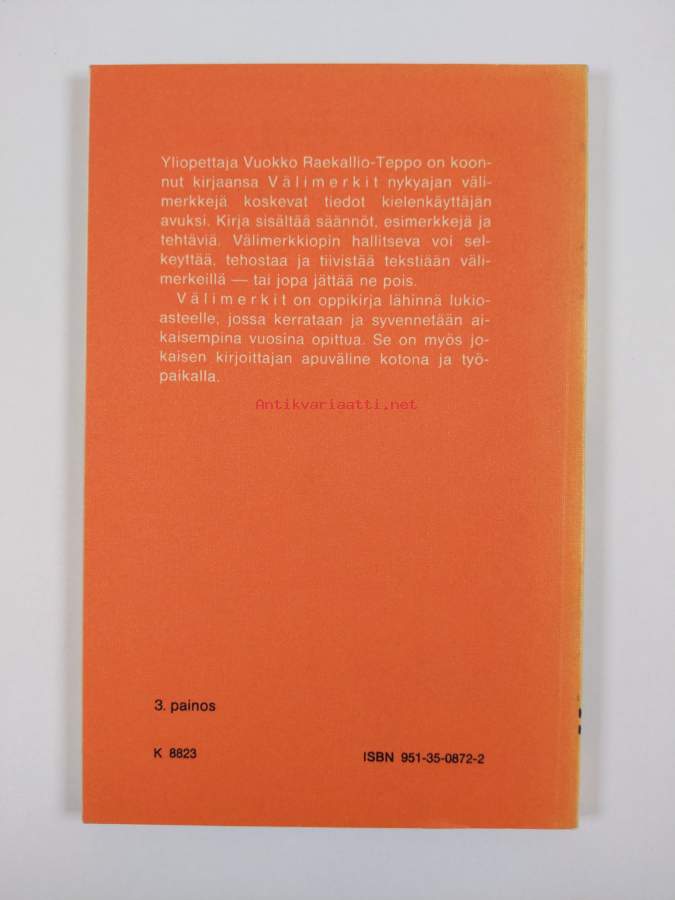 Yliopettaja Vuokko Raekallio-Teppo on koon-
nut kirjaansa Välimerkit nykyajan väli-
merkkejä koskevat tiedot kielenkäyttäjän
avuksi. Kirja sisältää säännöt, esimerkkejä ja
tehtäviä. Välimerkkiopin hallitseva voi sel-
keyttää, tehostaa ja tiivistää tekstiään väli-
merkeillä — tai jopa jättää ne pois.
Välimerkit on oppikirja lähinnä lukio-
asteelle, jossa kerrataan ja syvennetään ai-
kaisempina vuosina opittua. Se on myös jo-
kaisen kirjoittajan apuväline kotona ja työ-
paikalla.
Antikvariaatti.net
3. painos
K 8823
ISBN 951-35-0872-2